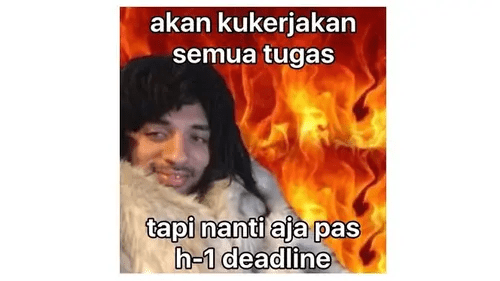 akan kukerjakan
semua tugas
tapi nanti aja pas
h-1 deadline